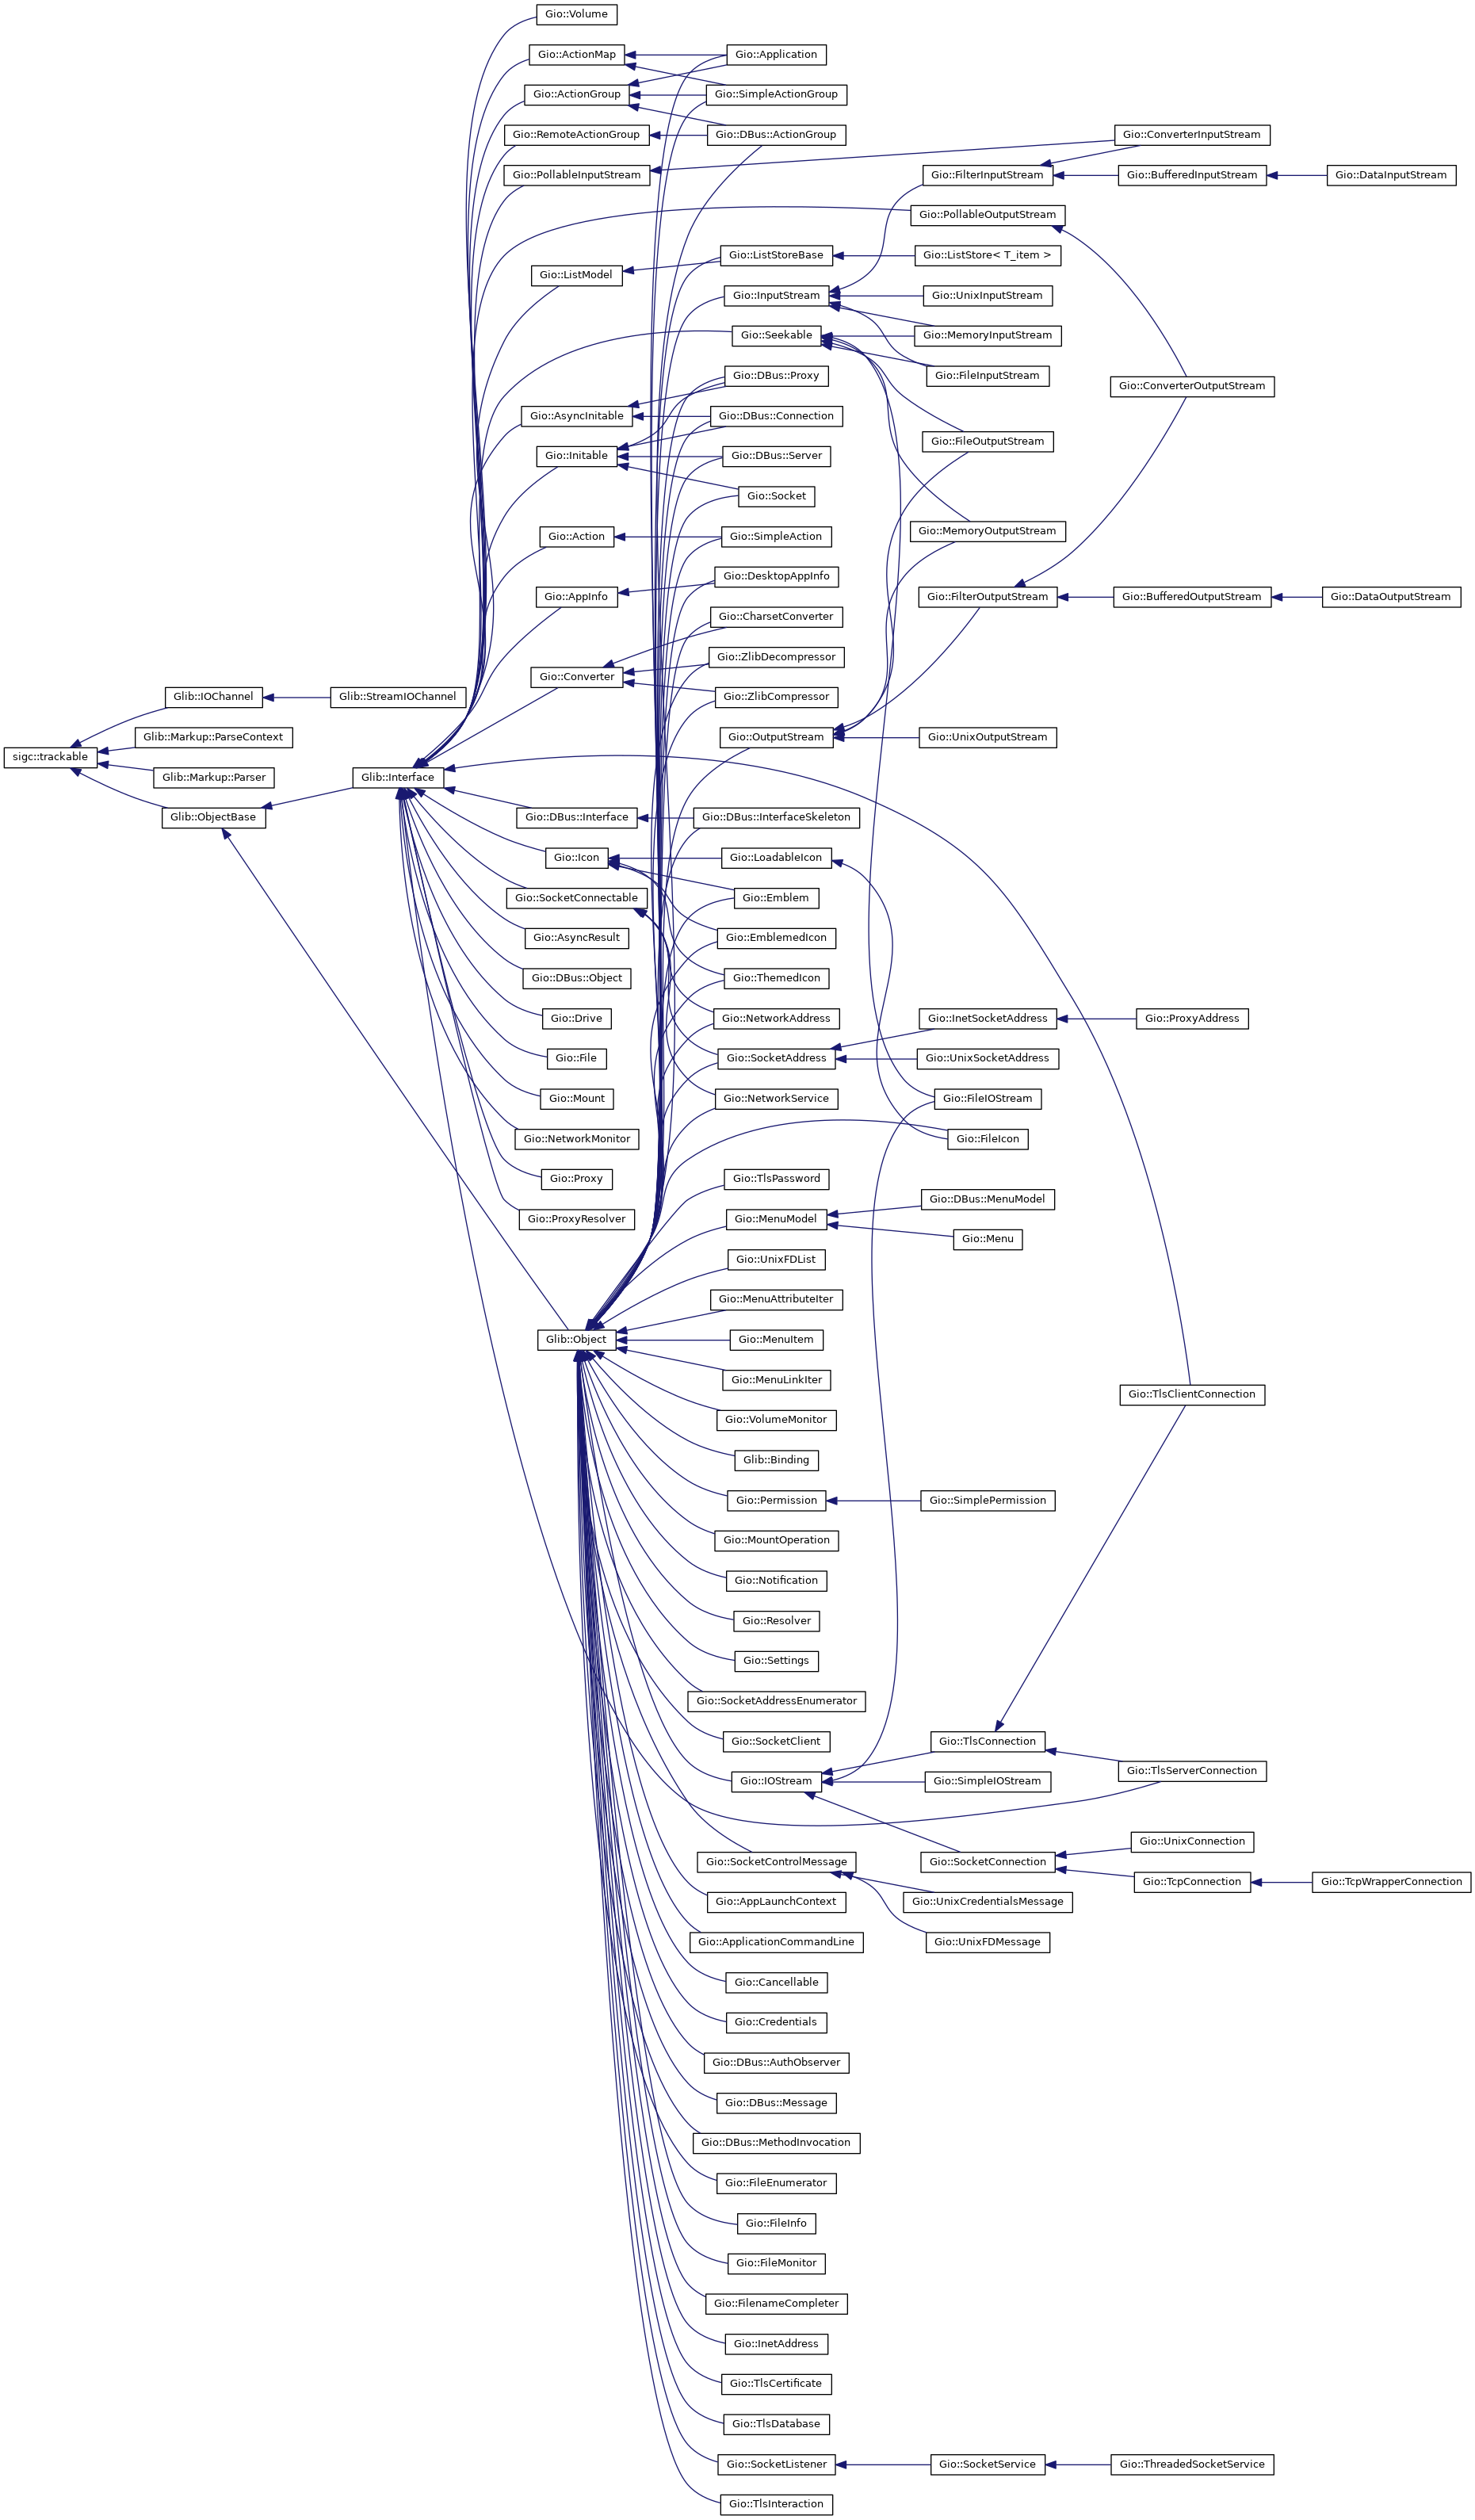 Gio::Volume
Gio::ActionMap
Gio::Application
Gio::ActionGroup
Gio::SimpleActionGroup
Gio::RemoteActionGroup
Gio::DBus::ActionGroup
Gio::ConverterInputStream
Gio::PollableInputStream
Gio::FilterInputStream
Gio::BufferedInputStream
Gio::DataInputStream
Gio::PollableOutputStream
Gio::ListStoreBase
Gio::ListStore< T_item >
Gio::ListModel
Gio::InputStream
Gio::UnixInputStream
Gio::Seekable
Gio::MemoryInputStream
Gio::DBus::Proxy
Gio::FileInputStream
Gio::ConverterOutputStream
Gio::AsyncInitable
Gio::DBus::Connection
Gio::FileOutputStream
Gio::Initable
Gio::DBus::Server
Gio::Socket
Gio::Action
Gio::SimpleAction
Gio::MemoryOutputStream
Gio::DesktopAppInfo
Gio::AppInfo
Gio::FilterOutputStream
Gio::BufferedOutputStream
Gio::DataOutputStream
Gio::CharsetConverter
Gio::ZlibDecompressor
Gio::Converter
Gio::ZlibCompressor
Glib::IOChannel
Glib::StreamIOChannel
Glib::Markup::ParseContext
Gio::OutputStream
Gio::UnixOutputStream
sigc::trackable
Glib::Markup::Parser
Glib::Interface
Glib::ObjectBase
Gio::DBus::Interface
Gio::DBus::InterfaceSkeleton
Gio::Icon
Gio::LoadableIcon
Gio::SocketConnectable
Gio::Emblem
Gio::AsyncResult
Gio::EmblemedIcon
Gio::DBus::Object
Gio::ThemedIcon
Gio::Drive
Gio::NetworkAddress
Gio::InetSocketAddress
Gio::ProxyAddress
Gio::File
Gio::SocketAddress
Gio::UnixSocketAddress
Gio::Mount
Gio::NetworkService
Gio::FileIOStream
Gio::NetworkMonitor
Gio::FileIcon
Gio::Proxy
Gio::TlsPassword
Gio::DBus::MenuModel
Gio::ProxyResolver
Gio::MenuModel
Gio::Menu
Gio::UnixFDList
Gio::MenuAttributeIter
Glib::Object
Gio::MenuItem
Gio::MenuLinkIter
Gio::TlsClientConnection
Gio::VolumeMonitor
Glib::Binding
Gio::Permission
Gio::SimplePermission
Gio::MountOperation
Gio::Notification
Gio::Resolver
Gio::Settings
Gio::SocketAddressEnumerator
Gio::SocketClient
Gio::TlsConnection
Gio::TlsServerConnection
Gio::IOStream
Gio::SimpleIOStream
Gio::UnixConnection
Gio::SocketControlMessage
Gio::SocketConnection
Gio::TcpConnection
Gio::TcpWrapperConnection
Gio::AppLaunchContext
Gio::UnixCredentialsMessage
Gio::ApplicationCommandLine
Gio::UnixFDMessage
Gio::Cancellable
Gio::Credentials
Gio::DBus::AuthObserver
Gio::DBus::Message
Gio::DBus::MethodInvocation
Gio::FileEnumerator
Gio::FileInfo
Gio::FileMonitor
Gio::FilenameCompleter
Gio::InetAddress
Gio::TlsCertificate
Gio::TlsDatabase
Gio::SocketListener
Gio::SocketService
Gio::ThreadedSocketService
Gio::TlsInteraction